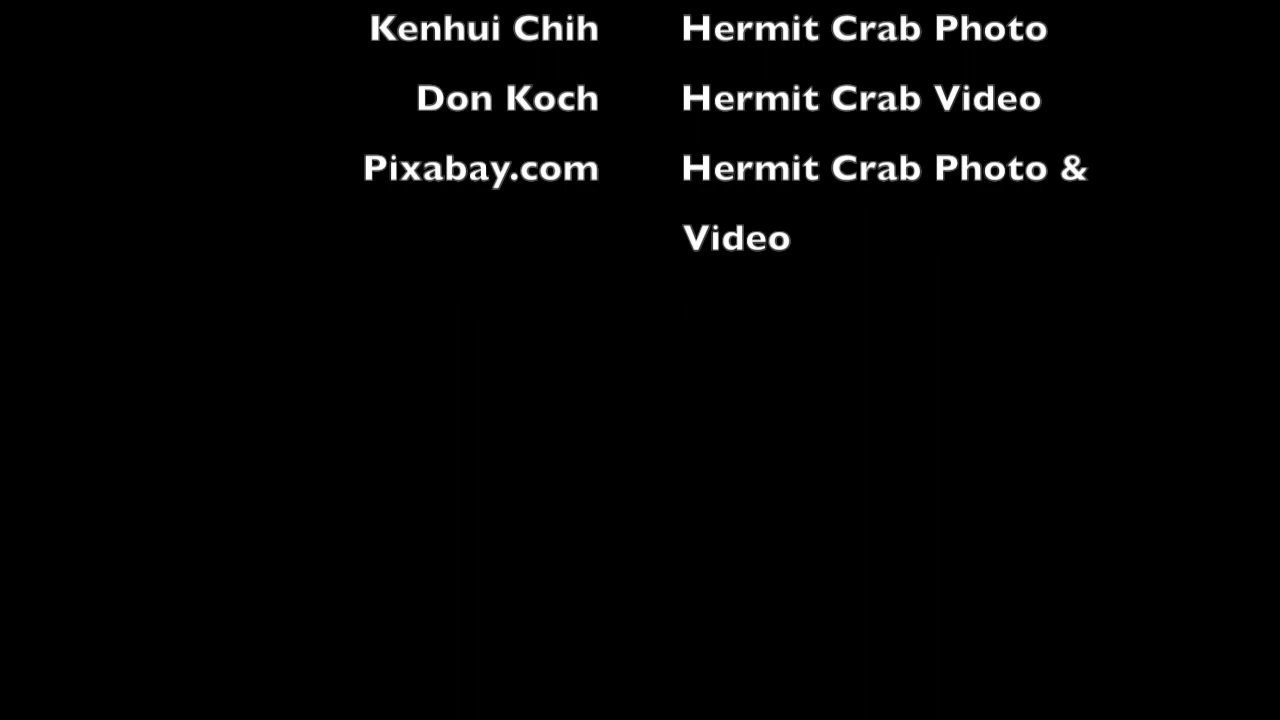 Kenhui Chih Hermit Crab Photo
Don Koch Hermit Crab Video
Pixabay.com Hermit Crab Photo &
Video